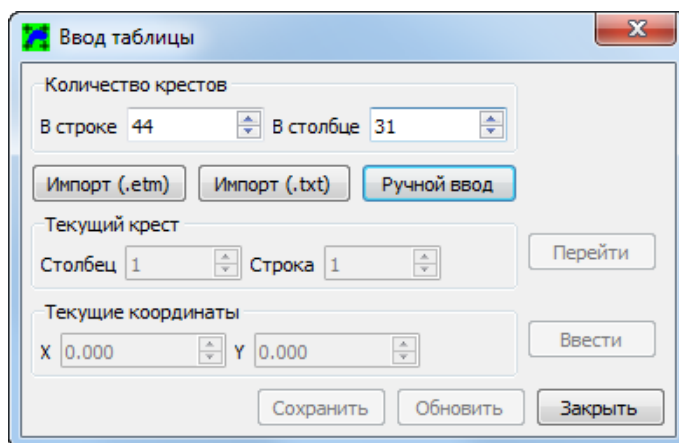 Ввод таблицы
Количество крестов
В строке 44 В столбце 31
Импорт (.etm) Импорт (.txt) Ручной ввод
Текущий крест
Столбец 1 Строка 1 Перейти
Текущие координаты
X 0.000 Y 0.000 Ввести
Сохранить Обновить Закрыть